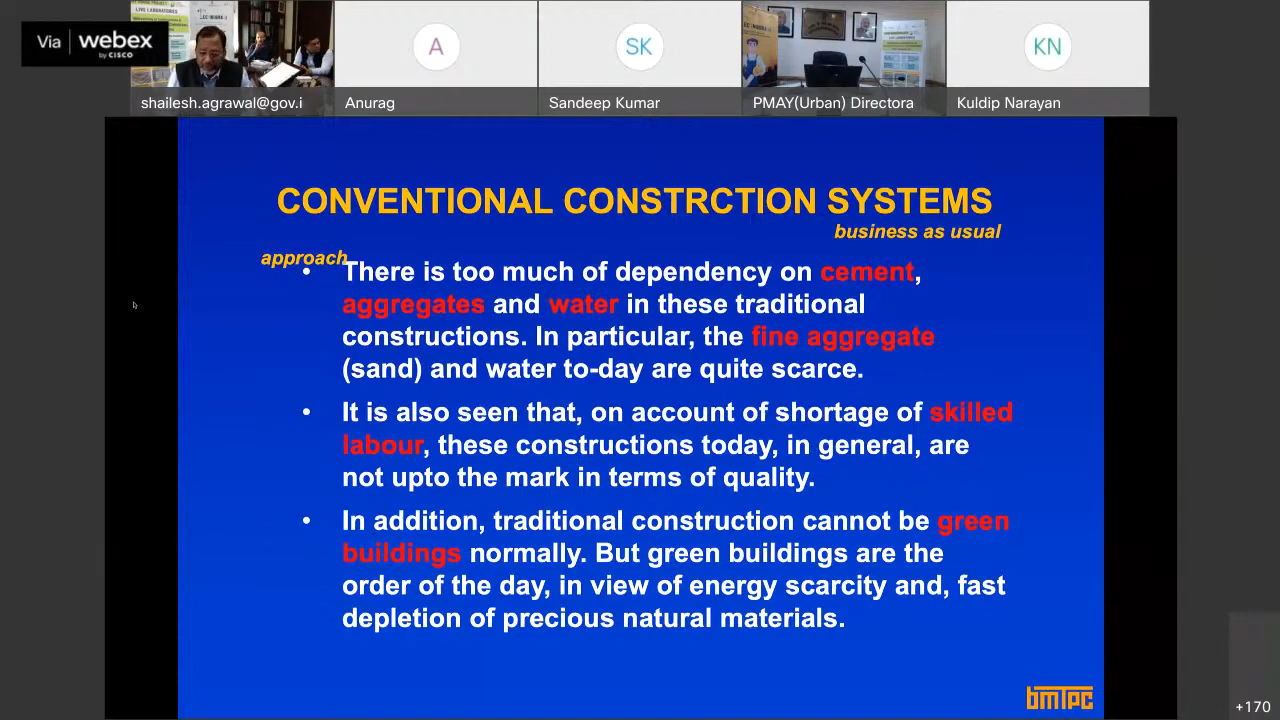 Via webex
by CISCO
shailesh.agrawal@gov.i
A
Anurag
SK
Sandeep Kumar
PMAY(Urban) Directora
KN
Kuldip Narayan
CONVENTIONAL CONSTRCTION SYSTEMS
business as usual
approach
• There is too much of dependency on cement,
aggregates and water in these traditional
constructions. In particular, the fine aggregate
(sand) and water to-day are quite scarce.
• It is also seen that, on account of shortage of skilled
labour, these constructions today, in general, are
not upto the mark in terms of quality.
• In addition, traditional construction cannot be green
buildings normally. But green buildings are the
order of the day, in view of energy scarcity and, fast
depletion of precious natural materials.
bmTPC
+170